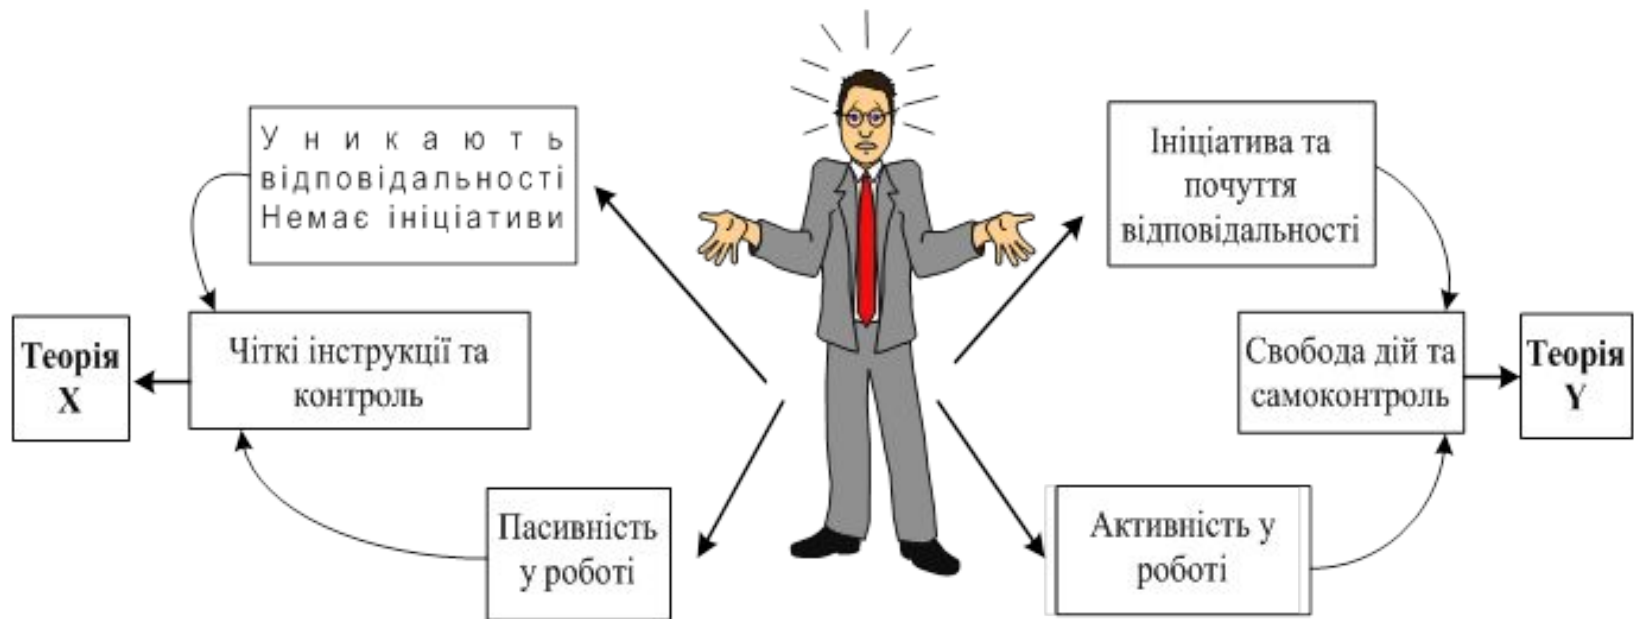 Уникають
відповідальності
Немає ініціативи
Теорія
X
Чіткі інструкції та
контроль
Пасивність
у роботі
Ініціатива та
почуття
відповідальності
Свобода дій та
самоконтроль
Теорія
Y
Активність у
роботі